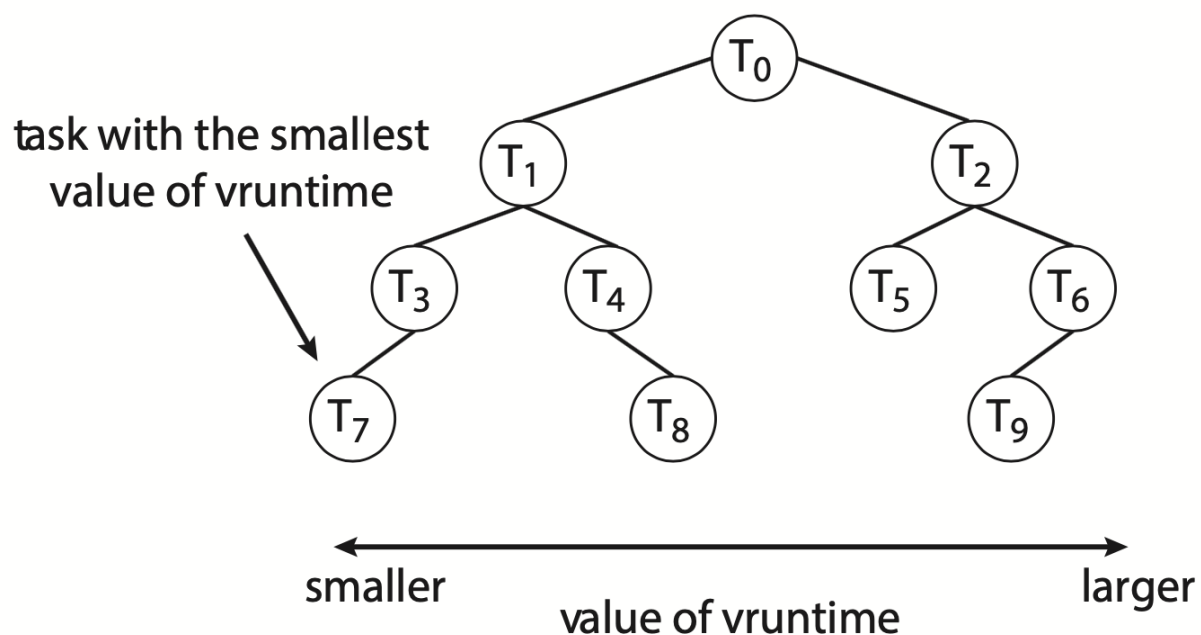 T0
task with the smallest
value of vruntime
T1
T2
T3
T4
T5
T6
T7
T8
T9
smaller
larger
value of vruntime